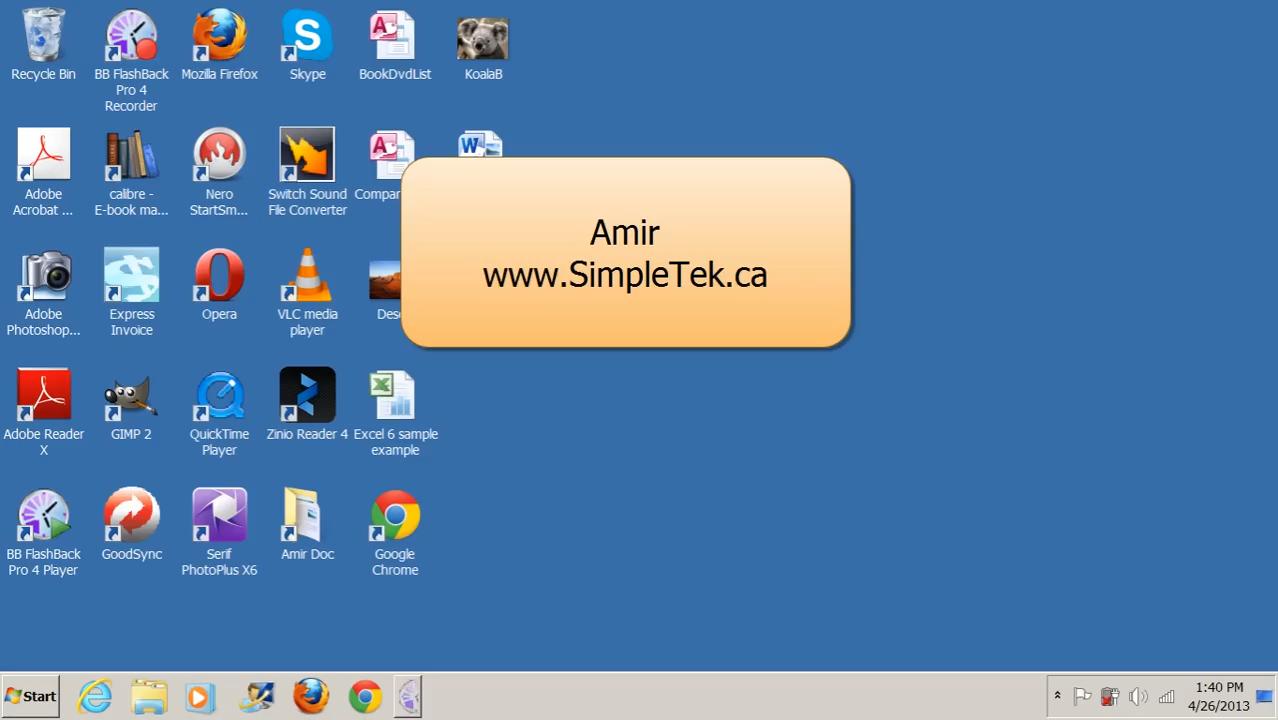 Recycle Bin
BB FlashBack
Pro 4
Recorder
Mozilla Firefox
Skype
BookDvdList
KoalaB
Adobe
Acrobat ...
calibre -
E-book ma...
Nero
StartSm...
Switch Sound
File Converter
Compar
Amir
www.SimpleTek.ca
Adobe
Photoshop...
Express
Invoice
Opera
VLC media
player
Des
Adobe Reader
X
GIMP 2
QuickTime
Player
Zinio Reader 4
Excel 6 sample
example
BB FlashBack
Pro 4 Player
GoodSync
Serif
PhotoPlus X6
Amir Doc
Google
Chrome
Start
1:40 PM
4/26/2013